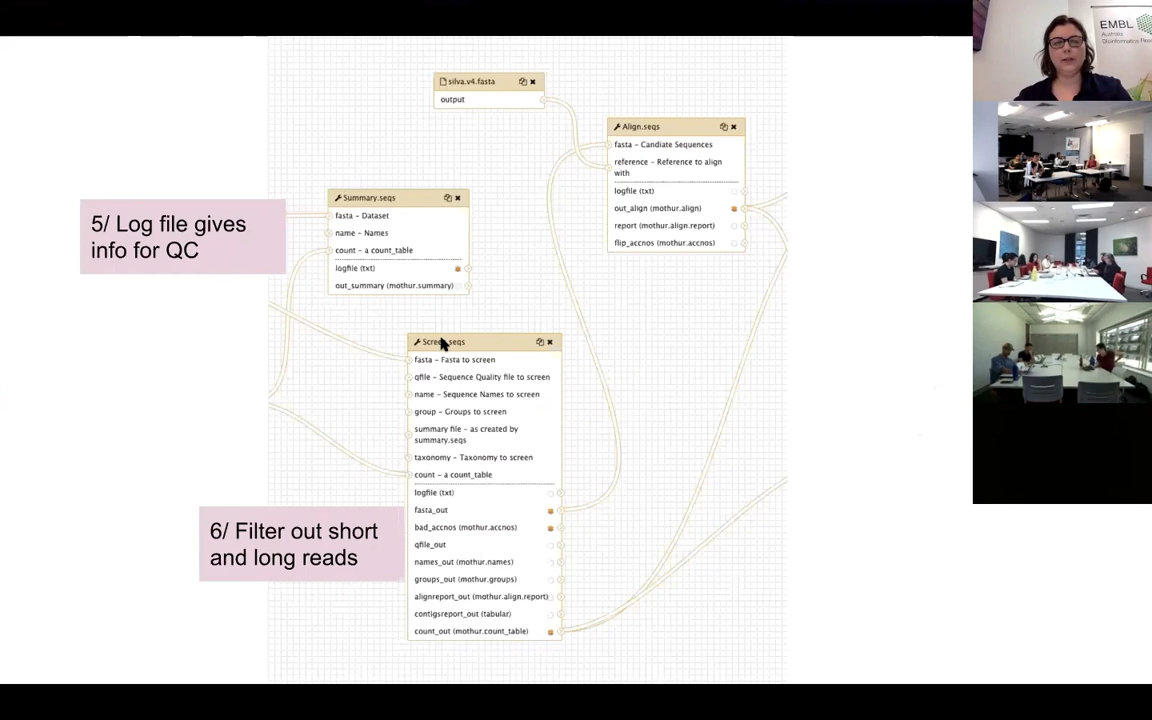 silva.v4.fasta
output
Align.seqs
fasta – Candiate Sequences
reference – Reference to align
with
logfile (txt)
out_align (mothur.align)
report (mothur.align.report)
flip_accnos (mothur.accnos)
Summary.seqs
fasta – Dataset
name – Names
count – a count_table
logfile (txt)
out_summary (mothur.summary)
5/ Log file gives
info for QC
Screen.seqs
fasta – Fasta to screen
qfile – Sequence Quality file to screen
name – Sequence Names to screen
group – Groups to screen
summary file – as created by
summary.seqs
taxonomy – Taxonomy to screen
count – a count_table
logfile (txt)
fasta_out
bad_accnos (mothur.accnos)
qfile_out
names_out (mothur.names)
groups_out (mothur.groups)
alignreport_out (mothur.align.report)
contigsreport_out (tabular)
count_out (mothur.count_table)
6/ Filter out short
and long reads
EMBL
Australia